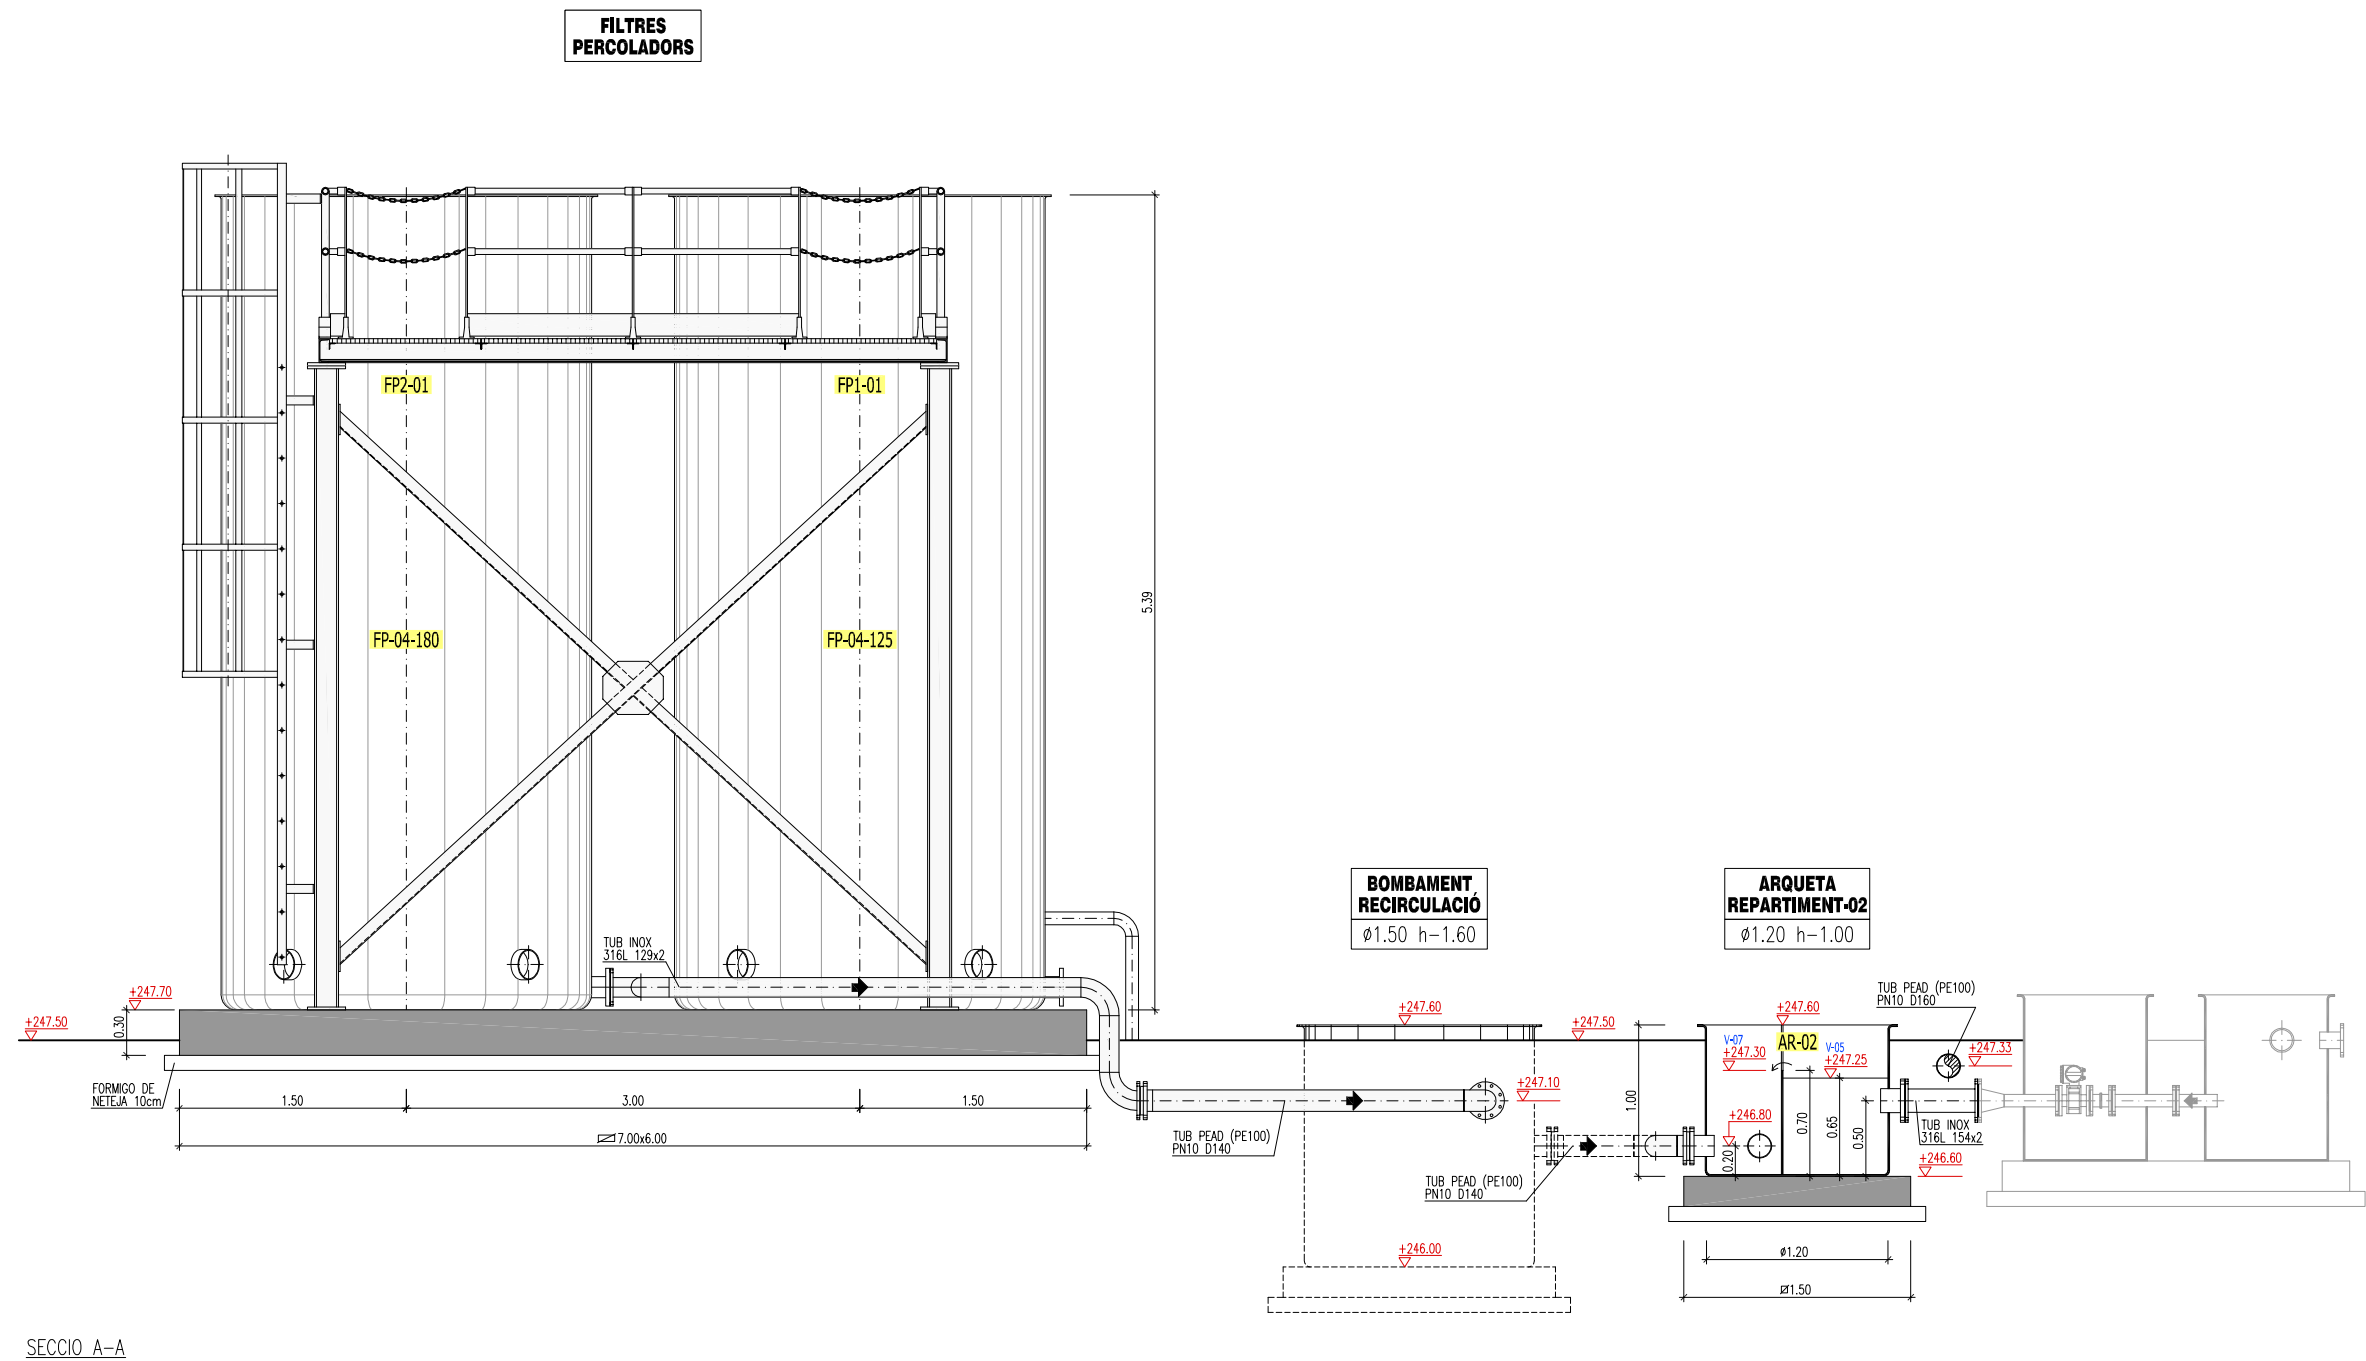 FILTRES
PERCOLADORS
FP2-01
FP1-01
5.39
FP-04-180
FP-04-125
BOMBAMENT
RECIRCULACIÓ
ø1.50 h-1.60
ARQUETA
REPARTIMENT-02
ø1.20 h-1.00
TUB INOX
316L 129x2
+247.70
+247.50
0.30
FORMIGO DE
NETEJA 10cm
1.50
3.00
1.50
7.00x6.00
TUB PEAD (PE100)
PN10 D140
+247.60
+247.50
+247.10
TUB PEAD (PE100)
PN10 D140
+246.00
+247.60
V-07
+247.30
AR-02
V-05
+247.25
1.00
+246.80
0.20
0.70
0.65
0.50
TUB PEAD (PE100)
PN10 D160
+247.33
TUB INOX
316L 154x2
+246.60
ø1.20
1.50
SECCIO A-A